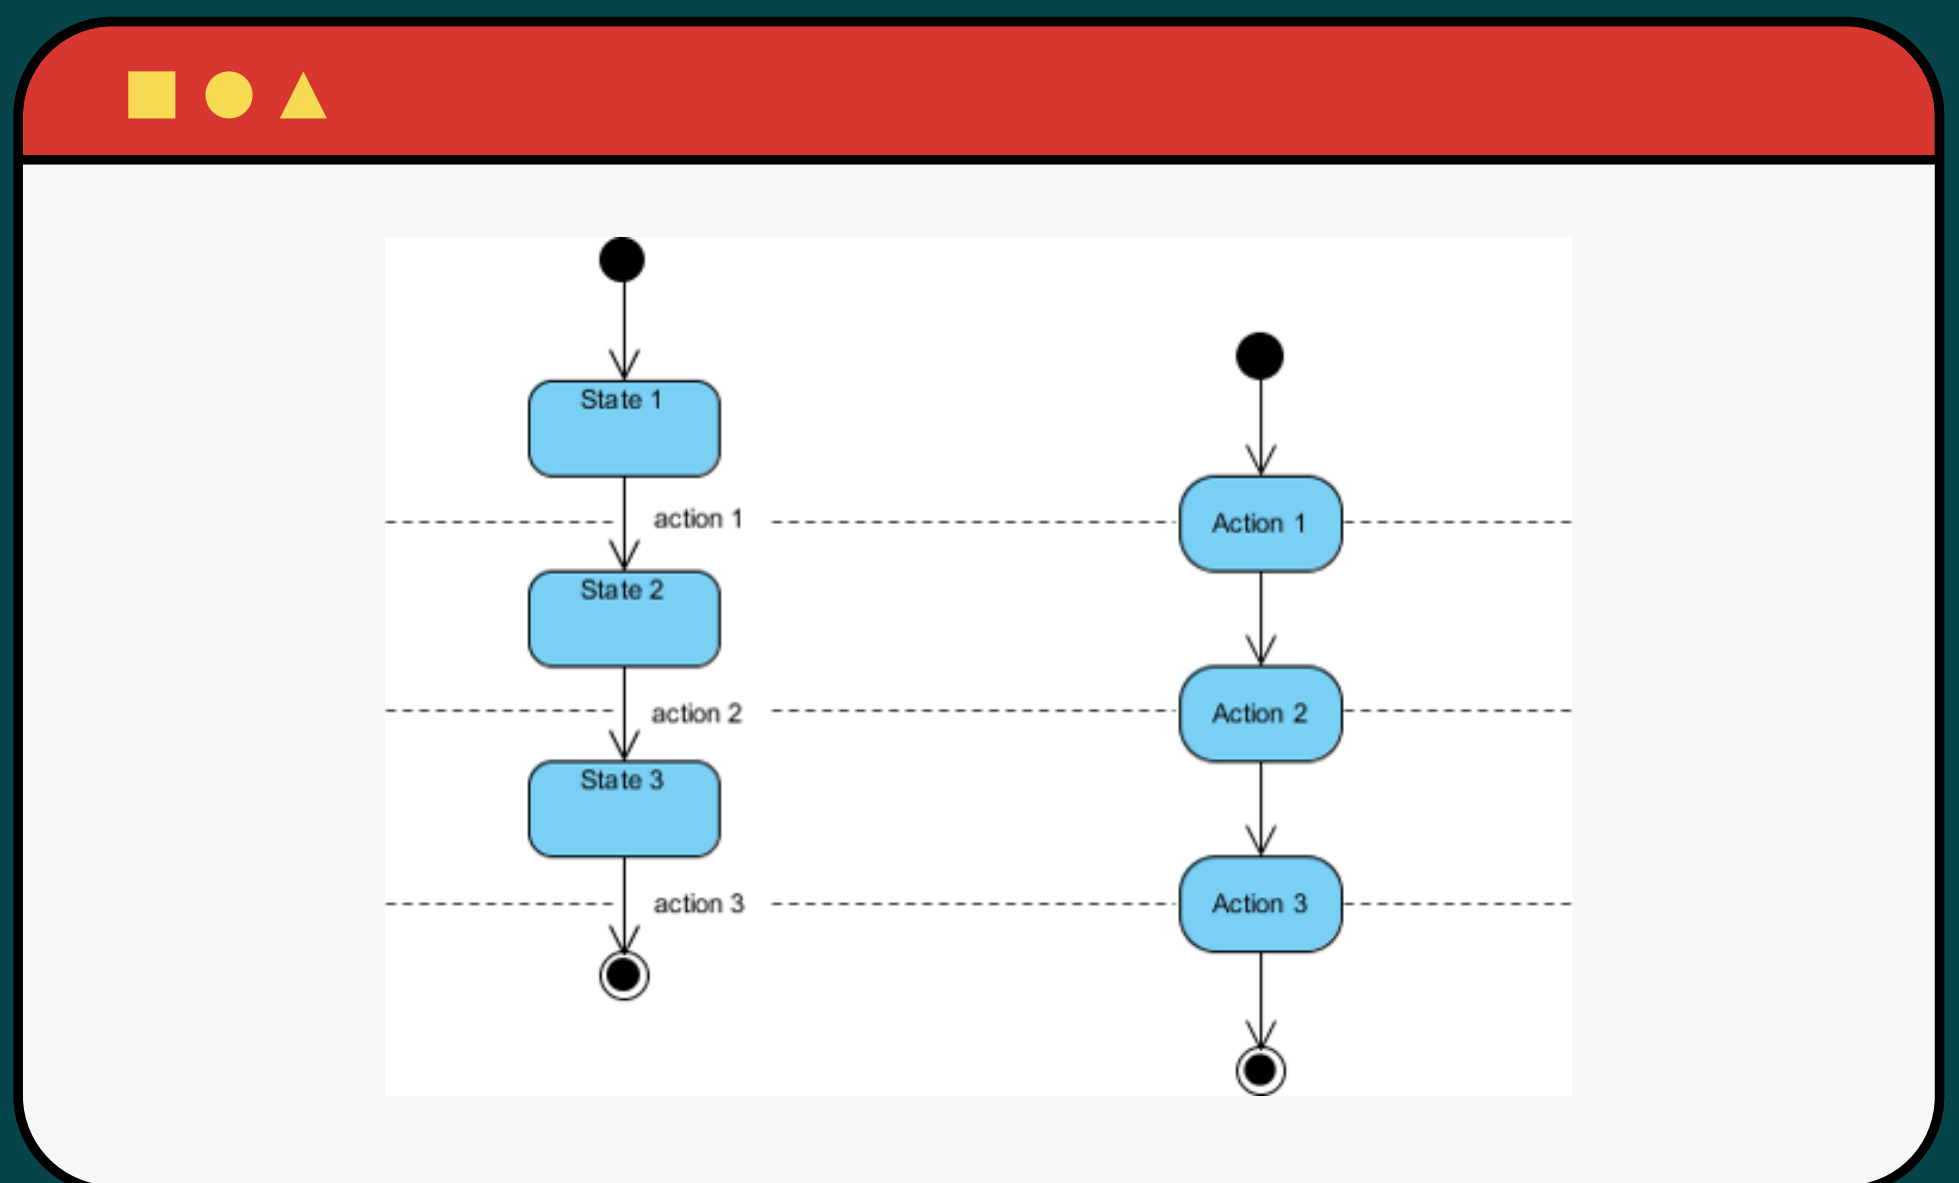 State 1
action 1
State 2
action 2
State 3
action 3
Action 1
Action 2
Action 3